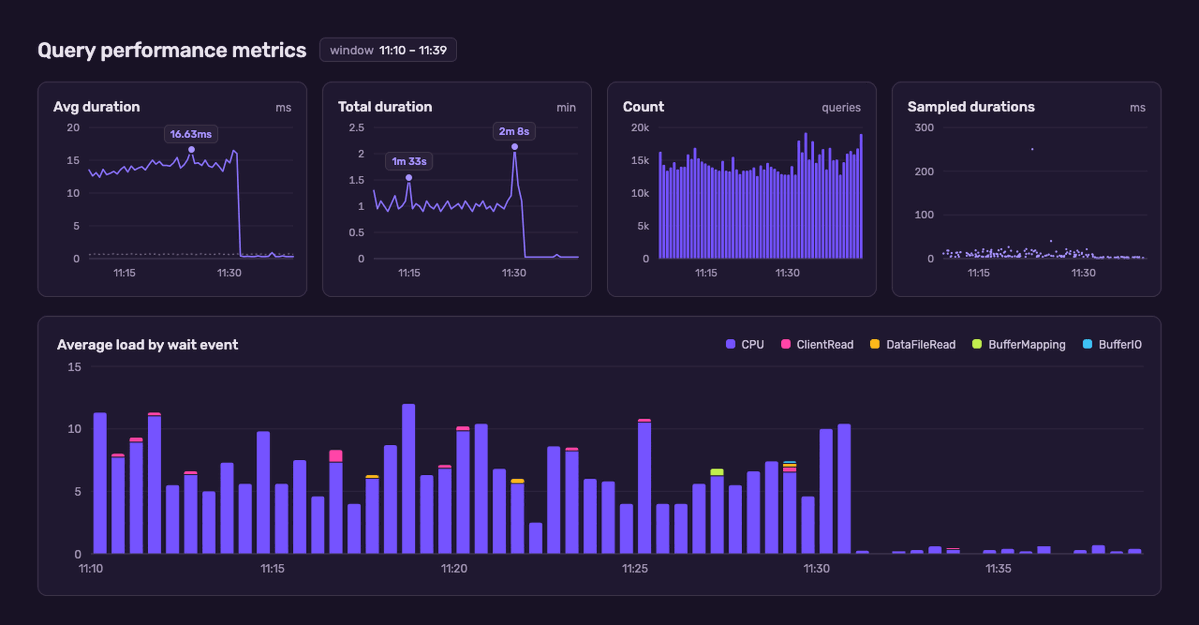 Query performance metrics
window 11:10 – 11:39
Avg duration
ms
20
15
10
5
0
16.63ms
11:15
11:30
Total duration
min
2.5
2
1.5
1
0.5
0
1m 33s
2m 8s
11:15
11:30
Count
queries
20k
15k
10k
5k
0
11:15
11:30
Sampled durations
ms
300
200
100
0
11:15
11:30
Average load by wait event
CPU
ClientRead
DataFileRead
BufferMapping
BufferIO
15
10
5
0
11:10
11:15
11:20
11:25
11:30
11:35